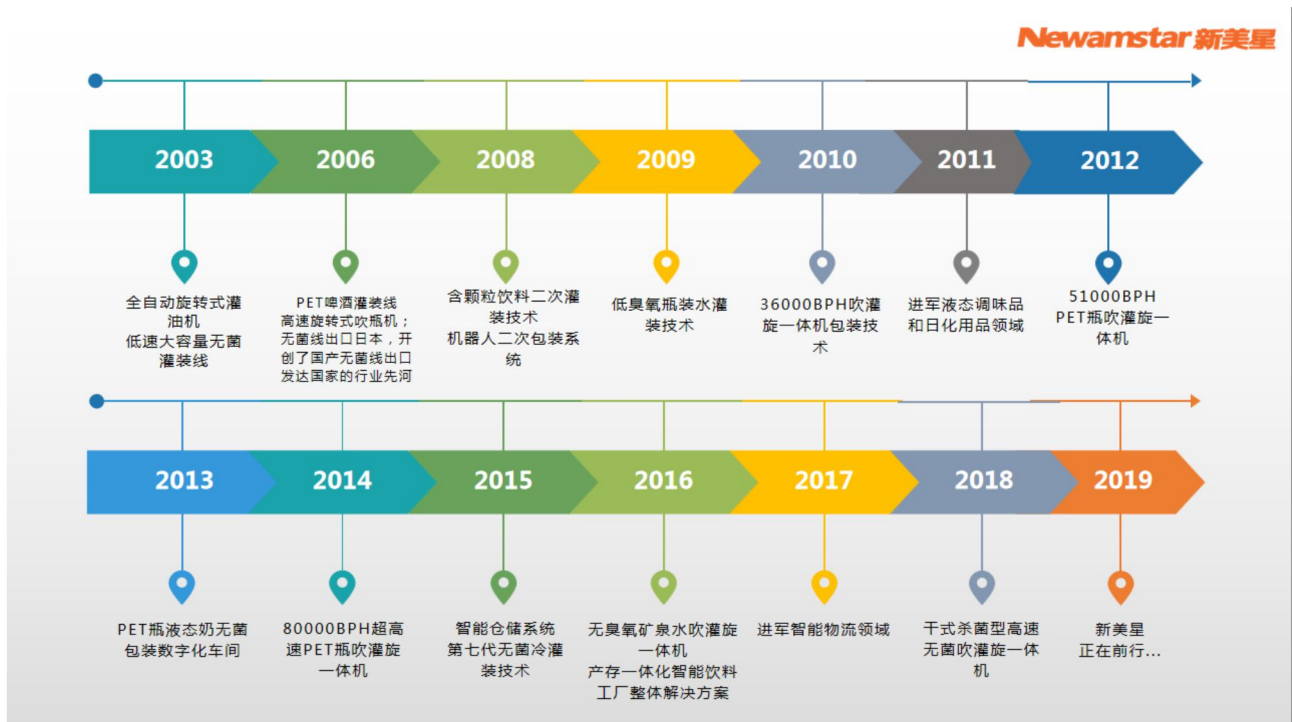 Newamstar 新美星
2003
2006
2008
2009
2010
2011
2012
全自动旋转式灌
油机
低速大容量无菌
灌装线
PET啤酒灌装线
高速旋转式吹瓶机；
无菌线出口日本，开
创了国产无菌线出口
发达国家的行业先河
含颗粒饮料二次灌
装技术
机器人二次包装系
统
低臭氧瓶装水灌
装技术
36000BPH吹灌
旋一体机包装技
术
进军液态调味品
和日化用品领域
51000BPH
PET瓶吹灌旋一
体机
2013
2014
2015
2016
2017
2018
2019
PET瓶液态奶无菌
包装数字化车间
80000BPH超高
速PET瓶吹灌旋
一体机
智能仓储系统
第七代无菌冷灌
装技术
无臭氧矿泉水吹灌旋
一体机
产存一体化智能饮料
工厂整体解决方案
进军智能物流领域
干式杀菌型高速
无菌吹灌旋一体
机
新美星
正在前行...